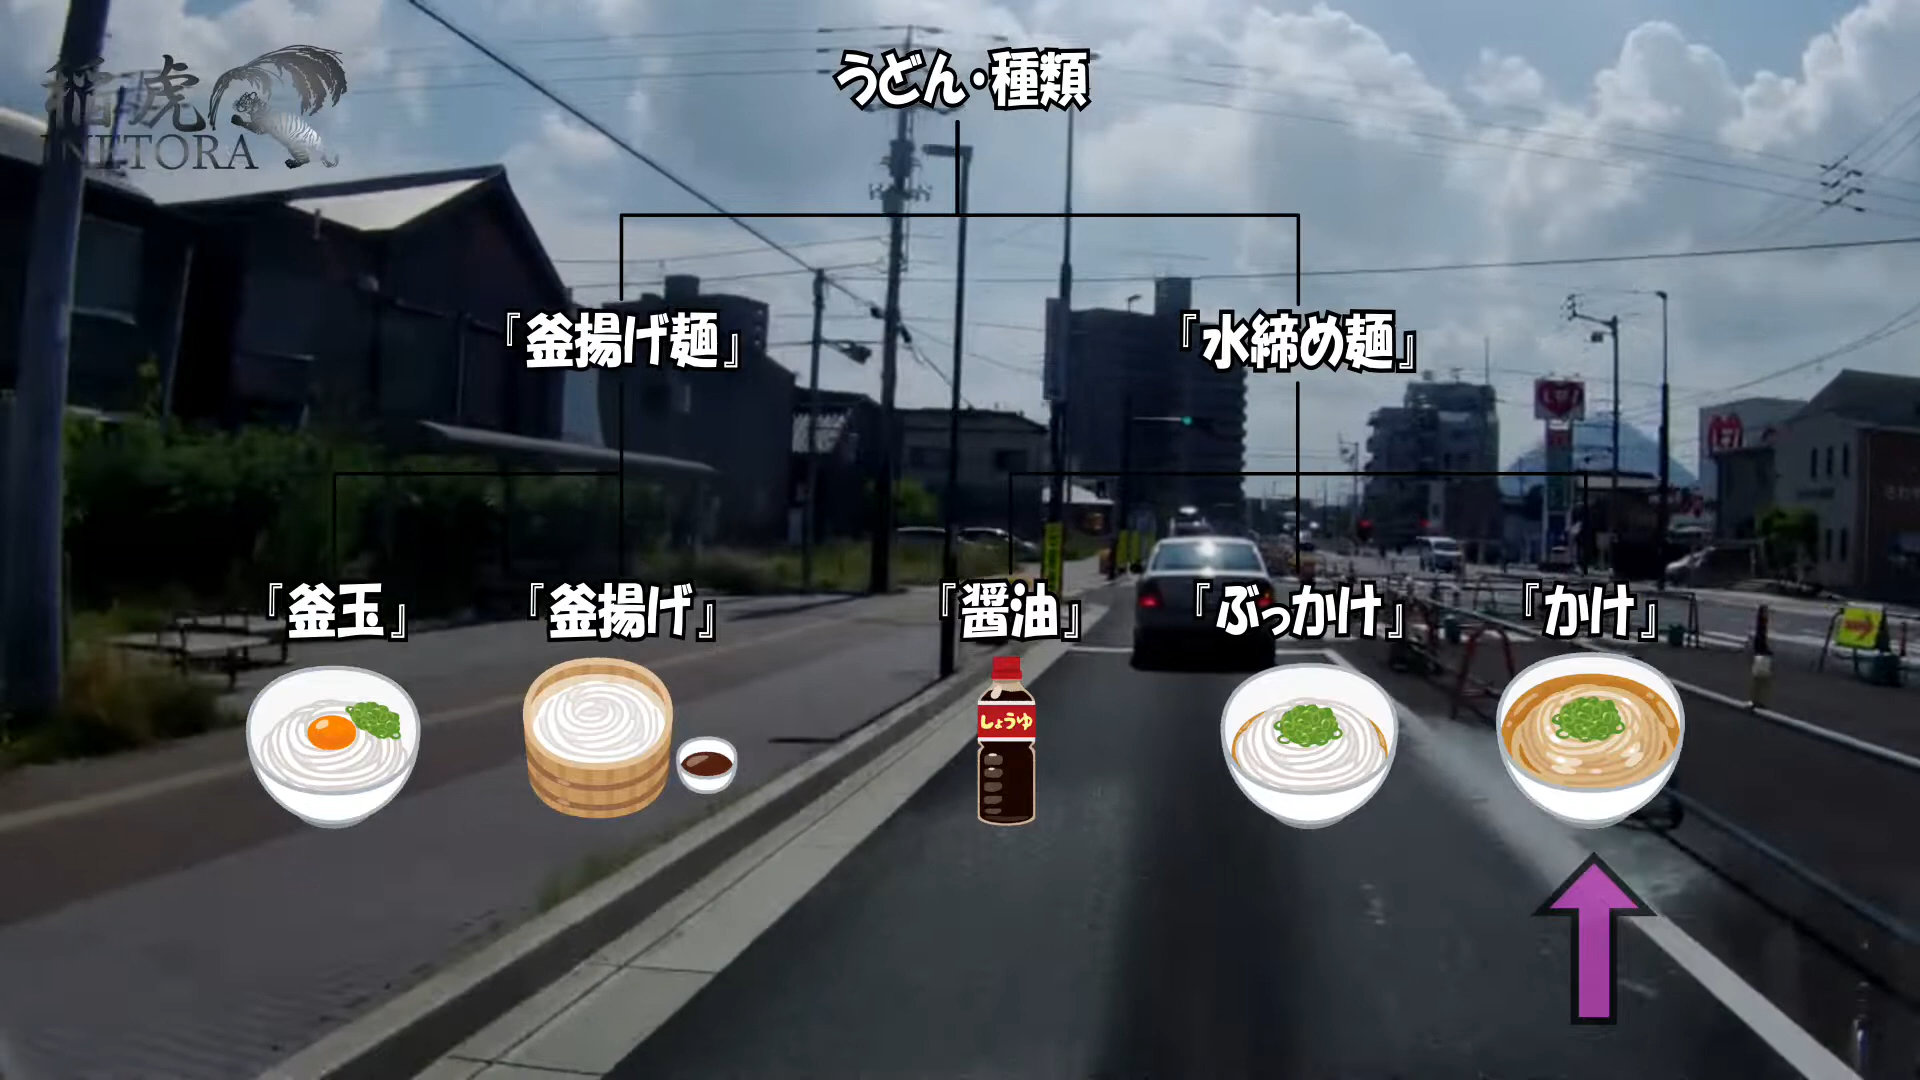 稲虎
INETORA
うどん・種類
『釜揚げ麺』
『水締め麺』
『釜玉』
『釜揚げ』
『醤油』
『ぶっかけ』
『かけ』
しょうゆ